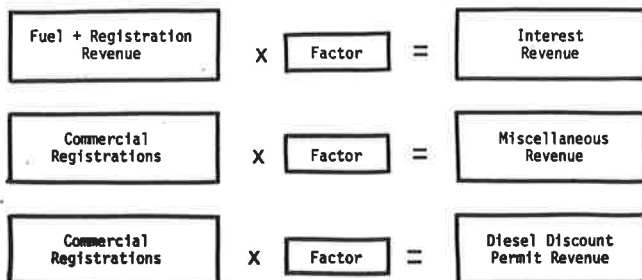 Fuel + Registration
Revenue
x
Factor
=
Interest
Revenue
Commercial
Registrations
x
Factor
=
Miscellaneous
Revenue
Commercial
Registrations
x
Factor
=
Diesel Discount
Permit Revenue